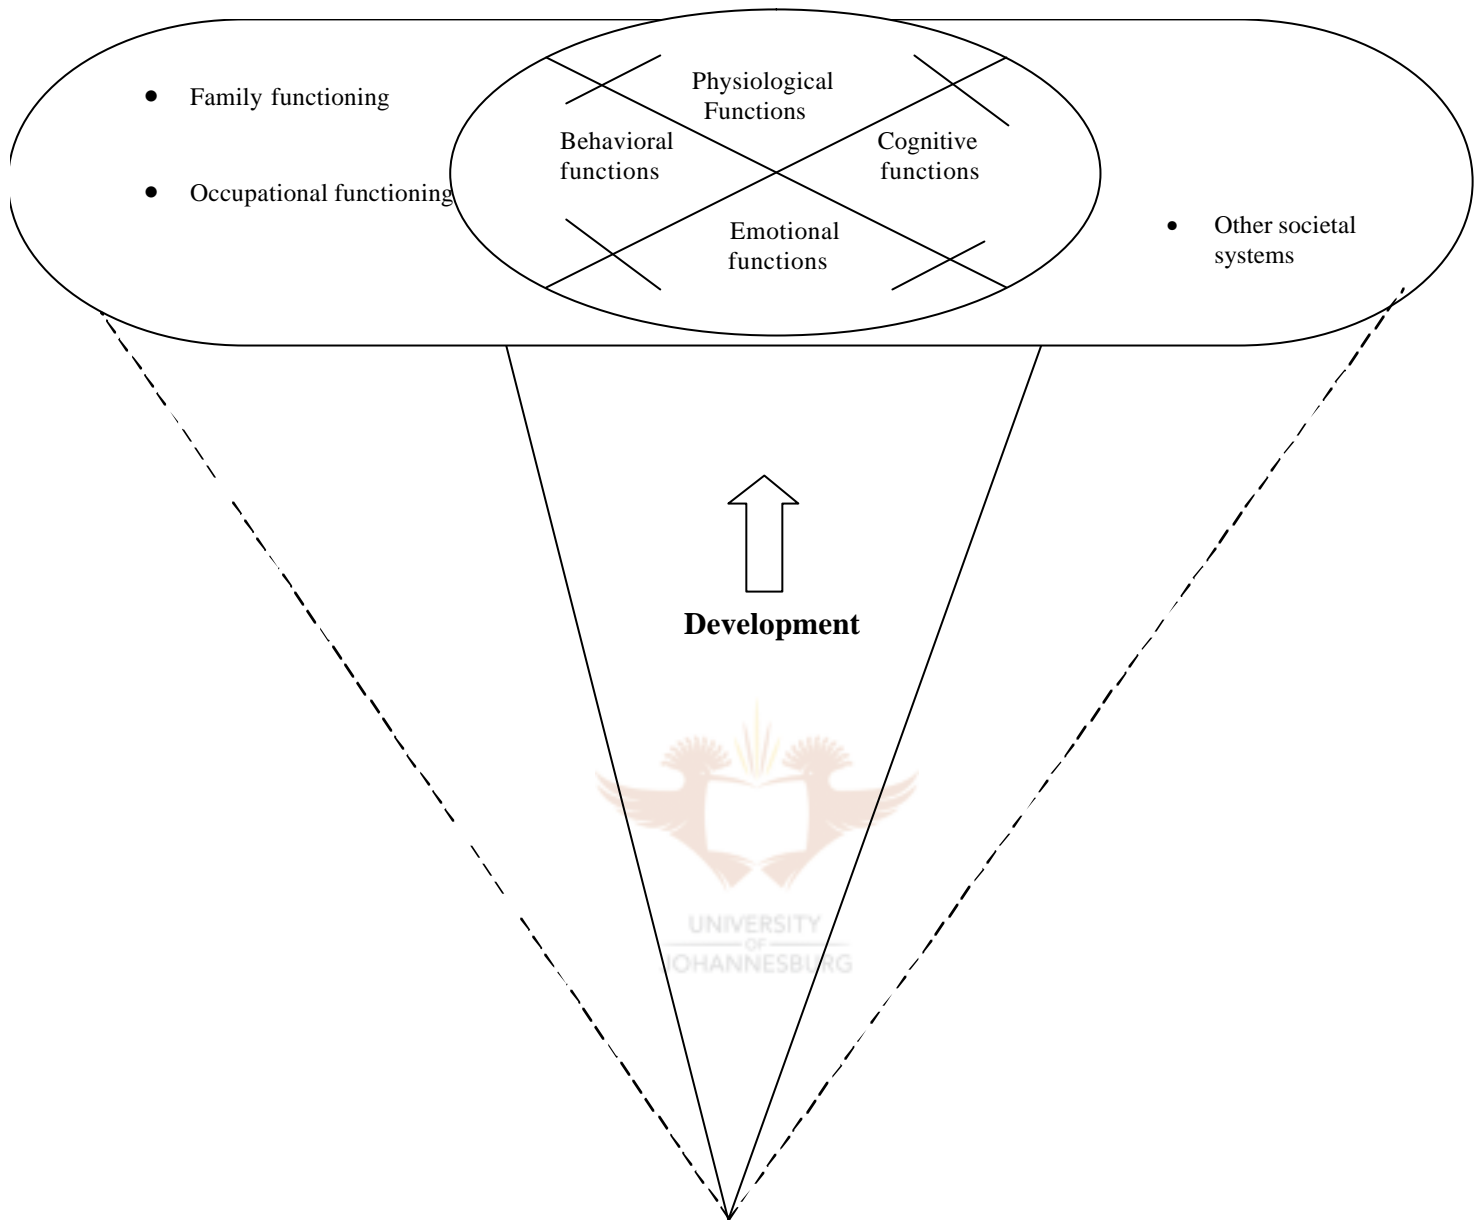 • Family functioning
• Occupational functioning
Physiological
Functions
Behavioral
functions
Cognitive
functions
Emotional
functions
• Other societal
systems
Development
UNIVERSITY
OF
JOHANNESBURG